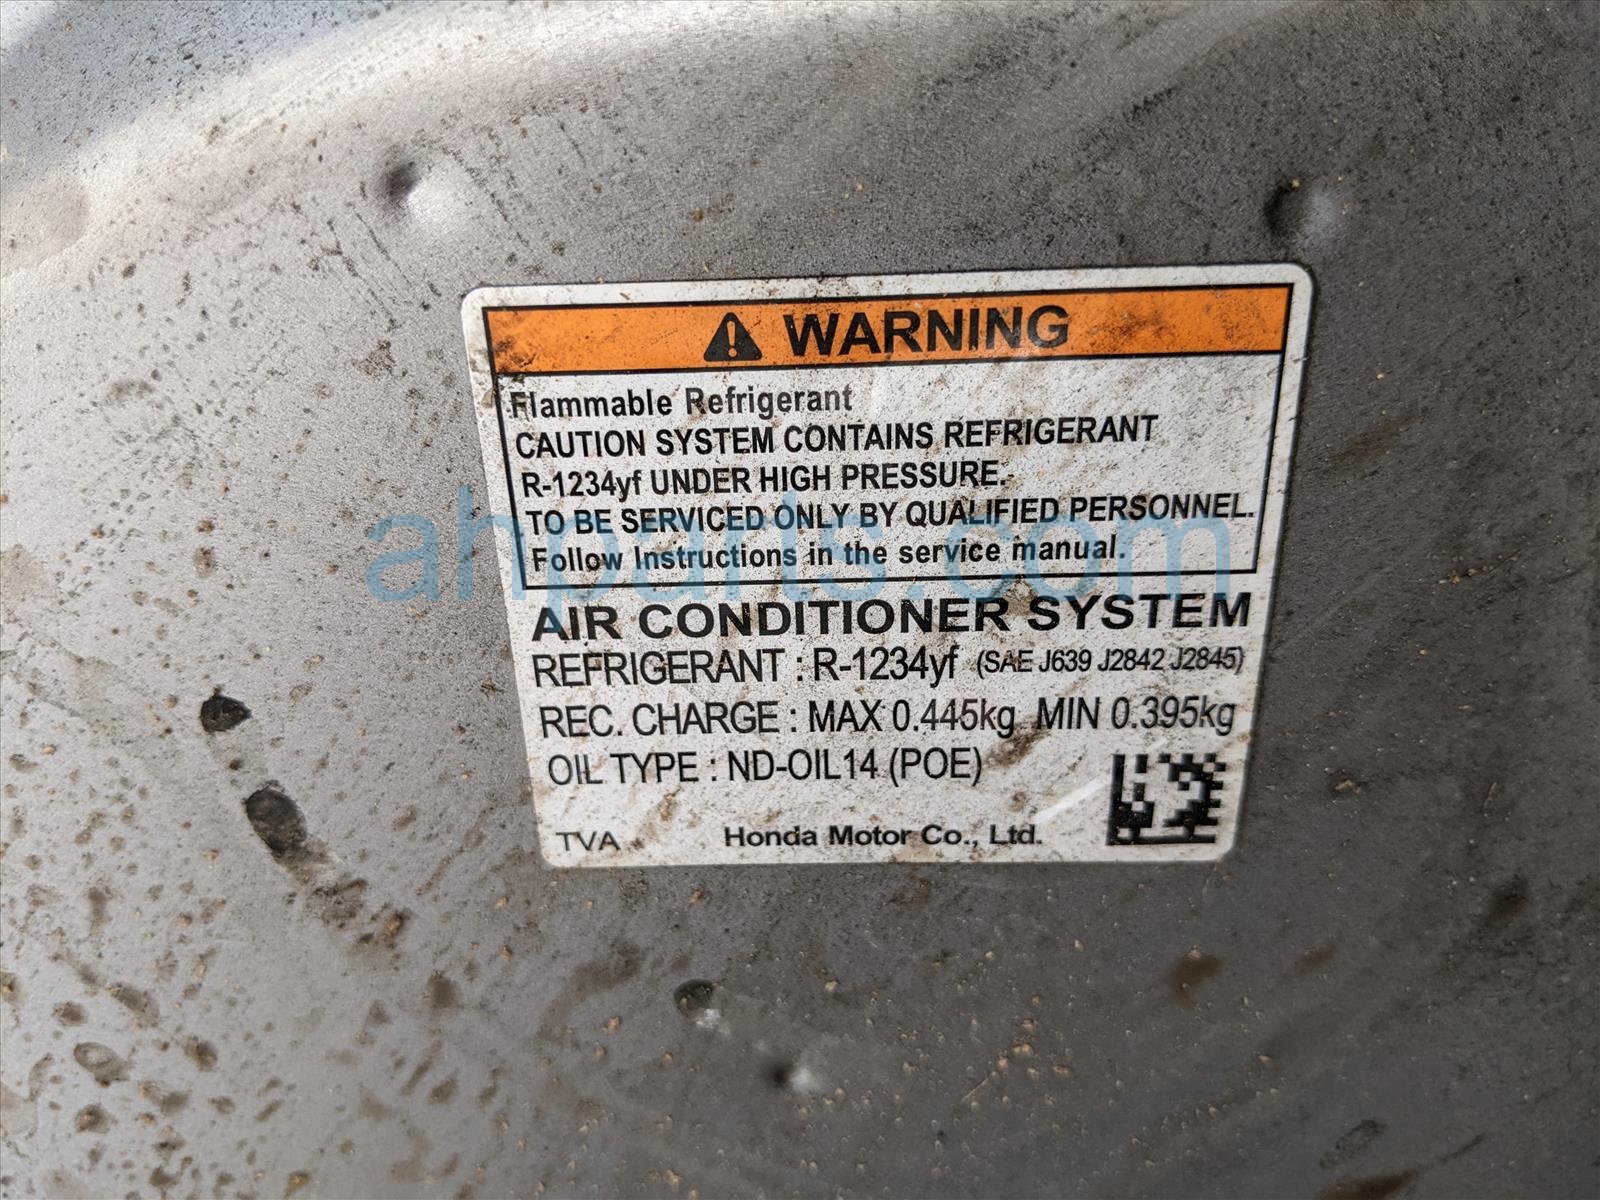 WARNING
Flammable Refrigerant
CAUTION SYSTEM CONTAINS REFRIGERANT
R-1234yf UNDER HIGH PRESSURE.
TO BE SERVICED ONLY BY QUALIFIED PERSONNEL.
Follow Instructions in the service manual.
AIR CONDITIONER SYSTEM
REFRIGERANT : R-1234yf (SAE J639 J2842 J2845)
REC. CHARGE : MAX 0.445kg MIN 0.395kg
OIL TYPE : ND-OIL14 (POE)
TVA Honda Motor Co., Ltd.
ahparts.com